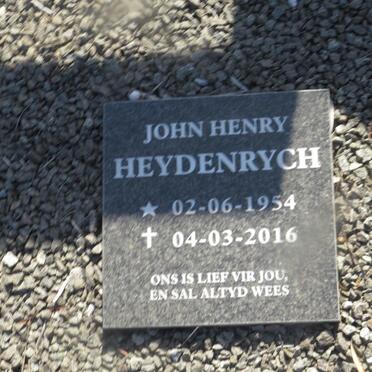 JOHN HENRY
HEYDENRYCH
★ 02-06-1954
✝ 04-03-2016
ONS IS LIEF VIR JOU,
EN SAL ALTYD WEES